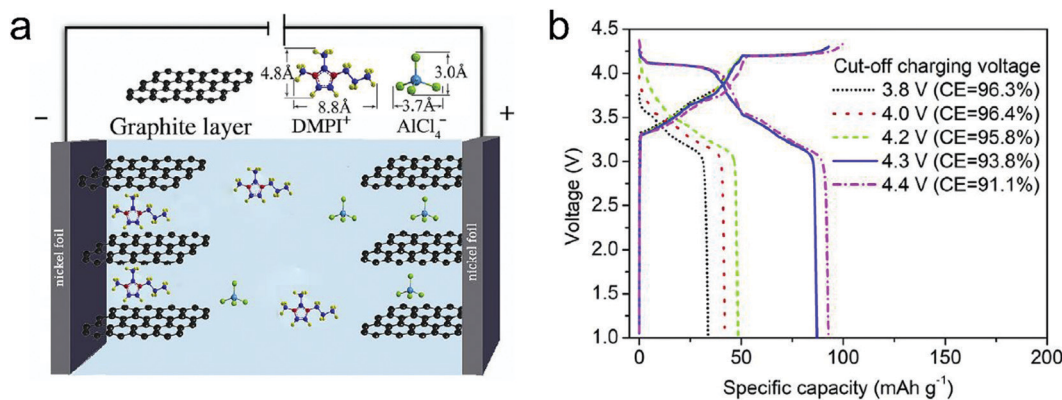 a
4.8Å
8.8Å
3.0Å
3.7Å
Graphite layer
DMPI⁺
AlCl₄⁻
−
+
nickel foil
nickel foil
b
4.5
4.0
3.5
3.0
2.5
2.0
1.5
1.0
Voltage (V)
Cut-off charging voltage
3.8 V (CE=96.3%)
4.0 V (CE=96.4%)
4.2 V (CE=95.8%)
4.3 V (CE=93.8%)
4.4 V (CE=91.1%)
0
50
100
150
200
Specific capacity (mAh g⁻¹)